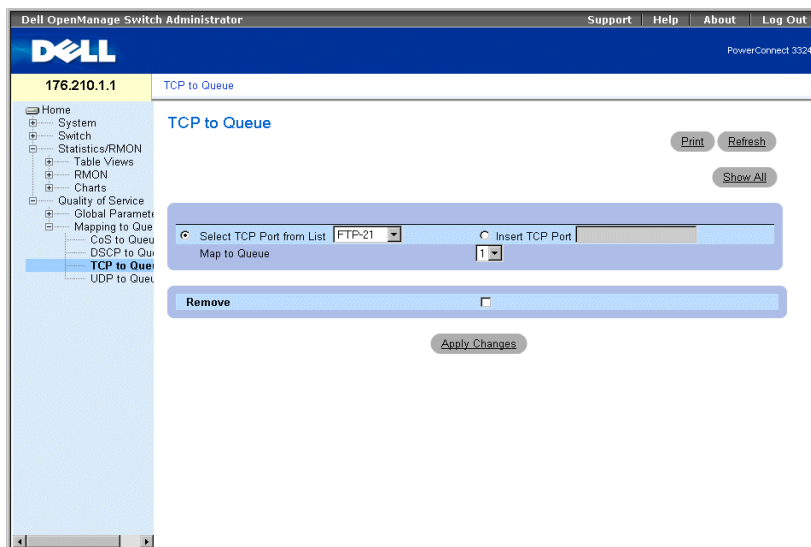 Dell OpenManage Switch Administrator
Support Help About Log Out
DELL
PowerConnect 3324
176.210.1.1
TCP to Queue
Home
System
Switch
Statistics/RMON
Table Views
RMON
Charts
Quality of Service
Global Paramete
Mapping to Que
CoS to Queu
DSCP to Qu
TCP to Que
UDP to Queu
TCP to Queue
Print Refresh
Show All
Select TCP Port from List FTP-21 Insert TCP Port
Map to Queue 1
Remove
Apply Changes